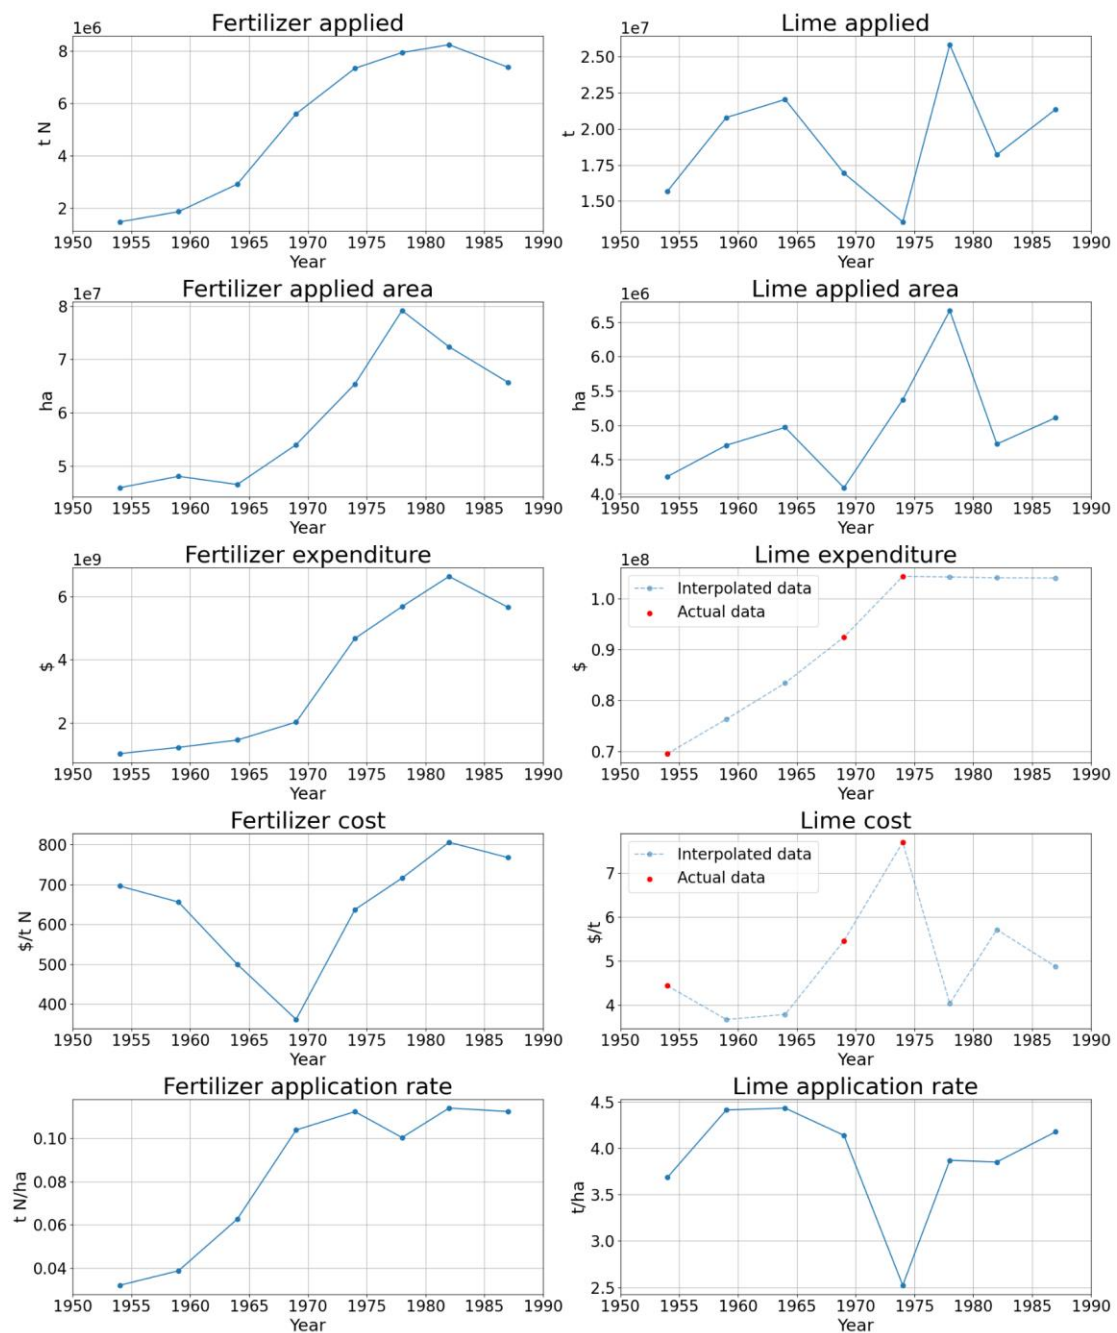 Fertilizer applied
1e6
8
6
4
2
t N
1950 1955 1960 1965 1970 1975 1980 1985 1990
Year
Lime applied
1e7
2.50
2.25
2.00
1.75
1.50
t
1950 1955 1960 1965 1970 1975 1980 1985 1990
Year
Fertilizer applied area
1e7
8
7
6
5
ha
1950 1955 1960 1965 1970 1975 1980 1985 1990
Year
Lime applied area
1e6
6.5
6.0
5.5
5.0
4.5
4.0
ha
1950 1955 1960 1965 1970 1975 1980 1985 1990
Year
Fertilizer expenditure
1e9
6
4
2
$
1950 1955 1960 1965 1970 1975 1980 1985 1990
Year
Lime expenditure
1e8
Interpolated data
Actual data
1.0
0.9
0.8
0.7
$
1950 1955 1960 1965 1970 1975 1980 1985 1990
Year
Fertilizer cost
800
700
600
500
400
$/t N
1950 1955 1960 1965 1970 1975 1980 1985 1990
Year
Lime cost
Interpolated data
Actual data
7
6
5
4
$/t
1950 1955 1960 1965 1970 1975 1980 1985 1990
Year
Fertilizer application rate
0.10
0.08
0.06
0.04
t N/ha
1950 1955 1960 1965 1970 1975 1980 1985 1990
Year
Lime application rate
4.5
4.0
3.5
3.0
2.5
t/ha
1950 1955 1960 1965 1970 1975 1980 1985 1990
Year